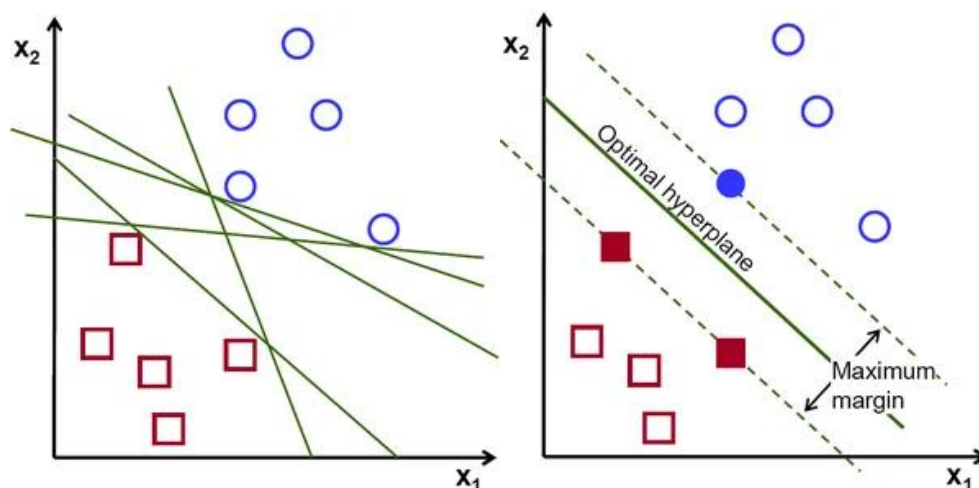 x₂
x₁
x₂
Optimal hyperplane
Maximum
margin
x₁